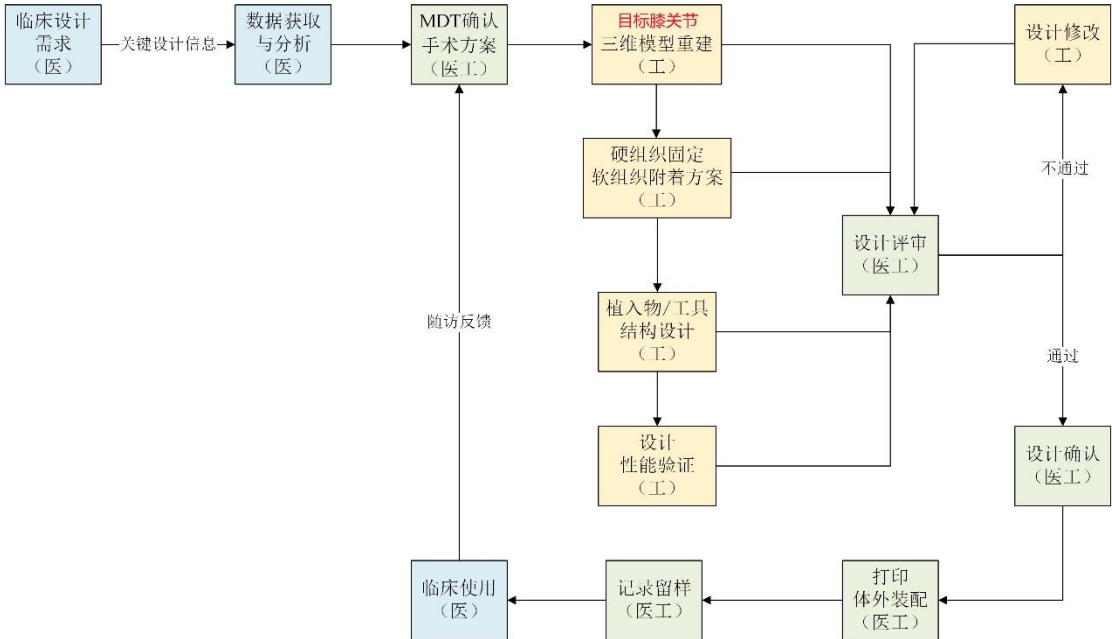 临床设计
需求
（医）
关键设计信息
数据获取
与分析
（医）
MDT确认
手术方案
（医工）
目标膝关节
三维模型重建
（工）
设计修改
（工）
硬组织固定
软组织附着方案
（工）
不通过
设计评审
（医工）
植入物/工具
结构设计
（工）
随访反馈
通过
设计
性能验证
（工）
设计确认
（医工）
临床使用
（医）
记录留样
（医工）
打印
体外装配
（医工）